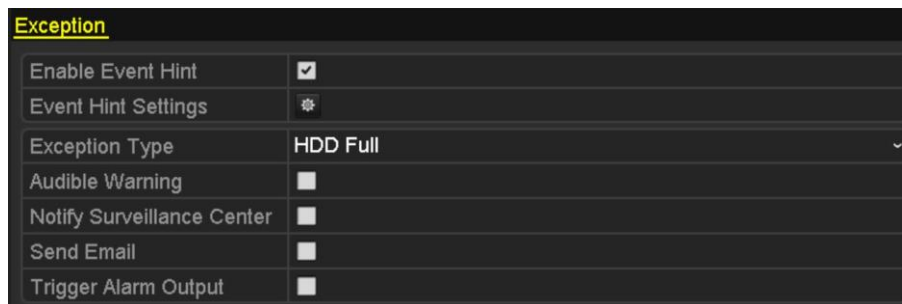 Exception
Enable Event Hint
Event Hint Settings
Exception Type HDD Full
Audible Warning
Notify Surveillance Center
Send Email
Trigger Alarm Output